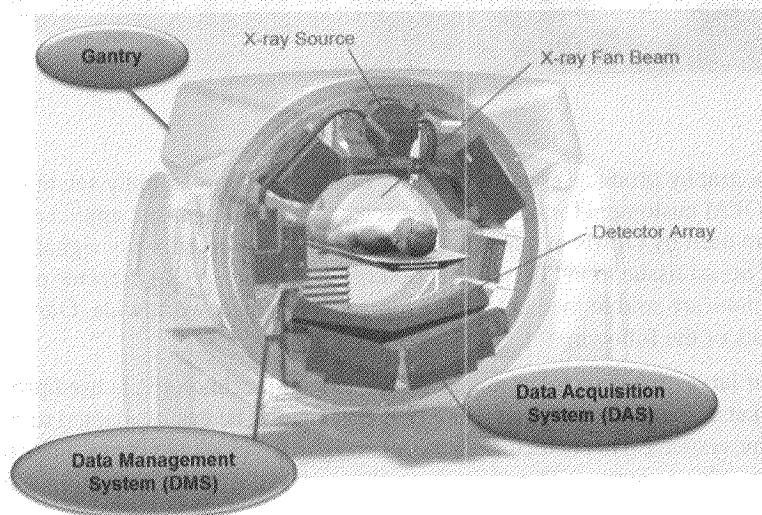 X-ray Source
Gantry
X-ray Fan Beam
Detector Array
Data Acquisition
System (DAS)
Data Management
System (DMS)